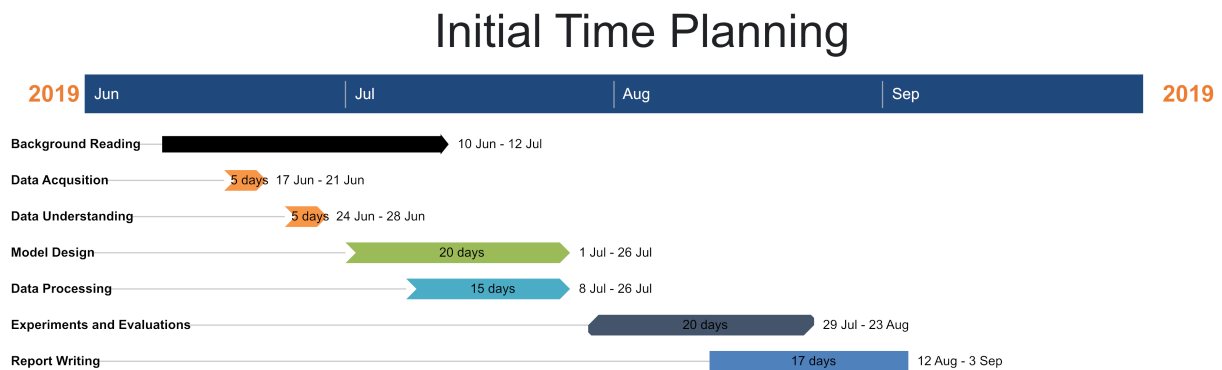 Initial Time Planning
2019 Jun Jul Aug Sep 2019
Background Reading 10 Jun - 12 Jul
Data Acqusition 5 days 17 Jun - 21 Jun
Data Understanding 5 days 24 Jun - 28 Jun
Model Design 20 days 1 Jul - 26 Jul
Data Processing 15 days 8 Jul - 26 Jul
Experiments and Evaluations 20 days 29 Jul - 23 Aug
Report Writing 17 days 12 Aug - 3 Sep